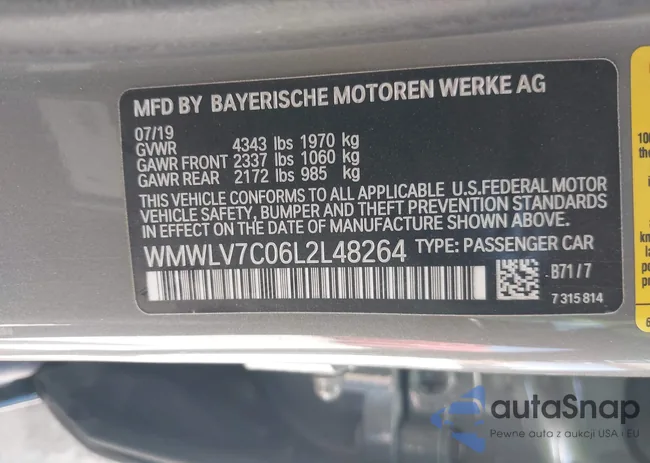 MFD BY BAYERISCHE MOTOREN WERKE AG
07/19
GVWR 4343 lbs 1970 kg
GAWR FRONT 2337 lbs 1060 kg
GAWR REAR 2172 lbs 985 kg
THIS VEHICLE CONFORMS TO ALL APPLICABLE U.S.FEDERAL MOTOR
VEHICLE SAFETY, BUMPER AND THEFT PREVENTION STANDARDS
IN EFFECT ON THE DATE OF MANUFACTURE SHOWN ABOVE.
WMWLV7C06L2L48264 TYPE: PASSENGER CAR
B71/7
7 315 814
autaSnap
Pewne auto z aukcji USA i EU